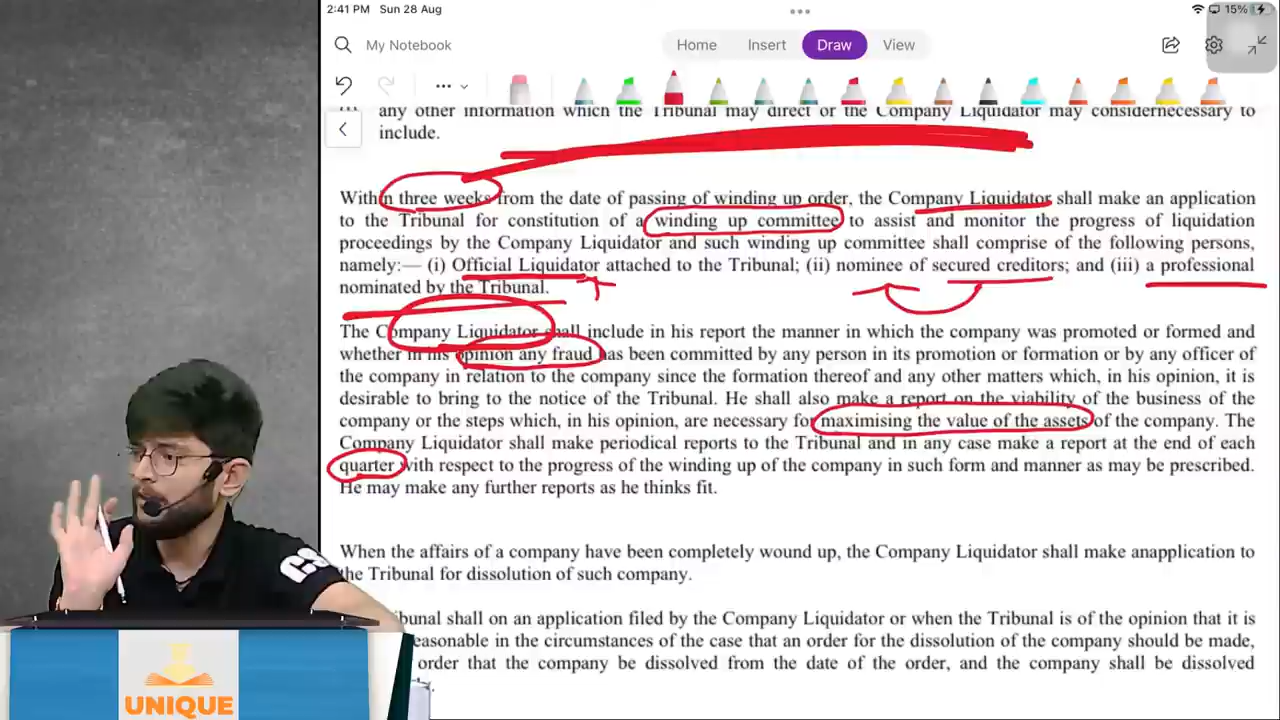 2:41 PM Sun 28 Aug
15%
My Notebook
Home Insert Draw View
any other information which the Tribunal may direct or the Company Liquidator may considernecessary to
include.
Within three weeks from the date of passing of winding up order, the Company Liquidator shall make an application
to the Tribunal for constitution of a winding up committee to assist and monitor the progress of liquidation
proceedings by the Company Liquidator and such winding up committee shall comprise of the following persons,
namely:— (i) Official Liquidator attached to the Tribunal; (ii) nominee of secured creditors; and (iii) a professional
nominated by the Tribunal.
The Company Liquidator shall include in his report the manner in which the company was promoted or formed and
whether in his opinion any fraud has been committed by any person in its promotion or formation or by any officer of
the company in relation to the company since the formation thereof and any other matters which, in his opinion, it is
desirable to bring to the notice of the Tribunal. He shall also make a report on the viability of the business of the
company or the steps which, in his opinion, are necessary for maximising the value of the assets of the company. The
Company Liquidator shall make periodical reports to the Tribunal and in any case make a report at the end of each
quarter with respect to the progress of the winding up of the company in such form and manner as may be prescribed.
He may make any further reports as he thinks fit.
When the affairs of a company have been completely wound up, the Company Liquidator shall make anapplication to
the Tribunal for dissolution of such company.
shall on an application filed by the Company Liquidator or when the Tribunal is of the opinion that it is
in the circumstances of the case that an order for the dissolution of the company should be made,
order that the company be dissolved from the date of the order, and the company shall be dissolved
UNIQUE